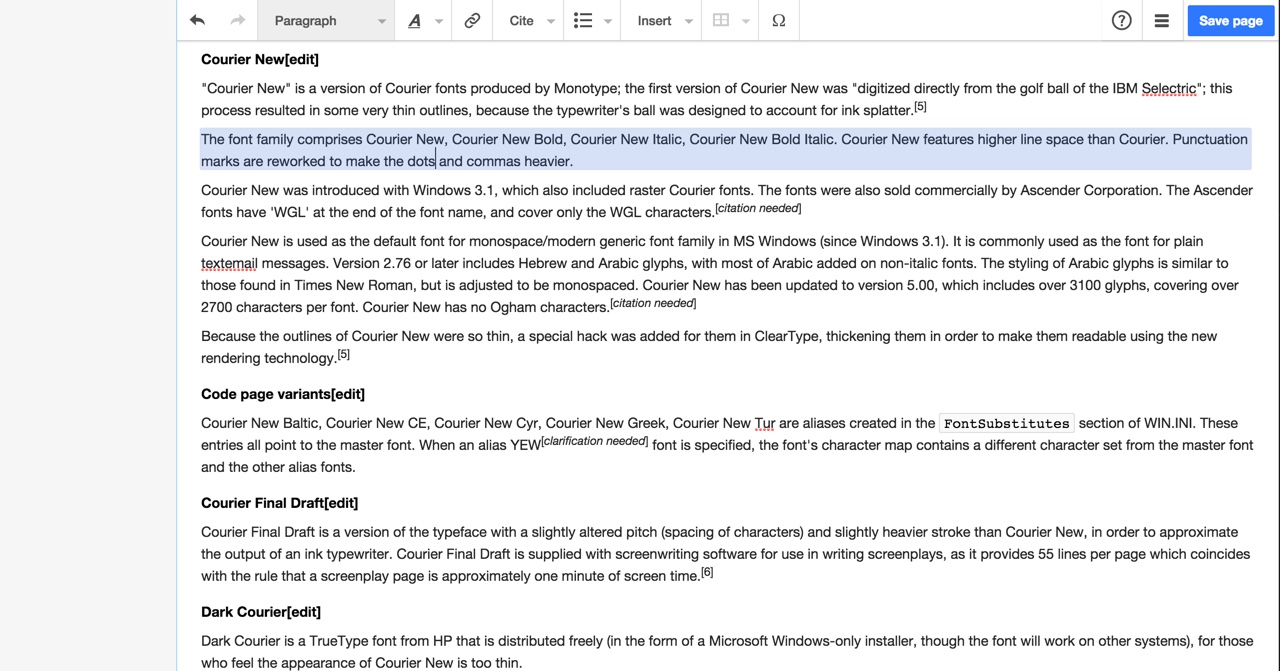 Paragraph A Cite Insert Ω ? Save page
Courier New[edit]
"Courier New" is a version of Courier fonts produced by Monotype; the first version of Courier New was "digitized directly from the golf ball of the IBM Selectric"; this
process resulted in some very thin outlines, because the typewriter's ball was designed to account for ink splatter.[5]
The font family comprises Courier New, Courier New Bold, Courier New Italic, Courier New Bold Italic. Courier New features higher line space than Courier. Punctuation
marks are reworked to make the dots and commas heavier.
Courier New was introduced with Windows 3.1, which also included raster Courier fonts. The fonts were also sold commercially by Ascender Corporation. The Ascender
fonts have 'WGL' at the end of the font name, and cover only the WGL characters.[citation needed]
Courier New is used as the default font for monospace/modern generic font family in MS Windows (since Windows 3.1). It is commonly used as the font for plain
textemail messages. Version 2.76 or later includes Hebrew and Arabic glyphs, with most of Arabic added on non-italic fonts. The styling of Arabic glyphs is similar to
those found in Times New Roman, but is adjusted to be monospaced. Courier New has been updated to version 5.00, which includes over 3100 glyphs, covering over
2700 characters per font. Courier New has no Ogham characters.[citation needed]
Because the outlines of Courier New were so thin, a special hack was added for them in ClearType, thickening them in order to make them readable using the new
rendering technology.[5]
Code page variants[edit]
Courier New Baltic, Courier New CE, Courier New Cyr, Courier New Greek, Courier New Tur are aliases created in the FontSubstitutes section of WIN.INI. These
entries all point to the master font. When an alias YEW[clarification needed] font is specified, the font's character map contains a different character set from the master font
and the other alias fonts.
Courier Final Draft[edit]
Courier Final Draft is a version of the typeface with a slightly altered pitch (spacing of characters) and slightly heavier stroke than Courier New, in order to approximate
the output of an ink typewriter. Courier Final Draft is supplied with screenwriting software for use in writing screenplays, as it provides 55 lines per page which coincides
with the rule that a screenplay page is approximately one minute of screen time.[6]
Dark Courier[edit]
Dark Courier is a TrueType font from HP that is distributed freely (in the form of a Microsoft Windows-only installer, though the font will work on other systems), for those
who feel the appearance of Courier New is too thin.